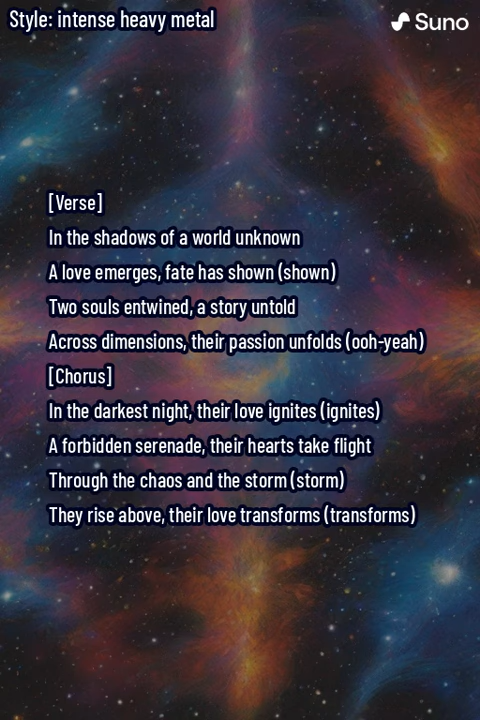 Style: intense heavy metal
Suno
[Verse]
In the shadows of a world unknown
A love emerges, fate has shown (shown)
Two souls entwined, a story untold
Across dimensions, their passion unfolds (ooh-yeah)
[Chorus]
In the darkest night, their love ignites (ignites)
A forbidden serenade, their hearts take flight
Through the chaos and the storm (storm)
They rise above, their love transforms (transforms)